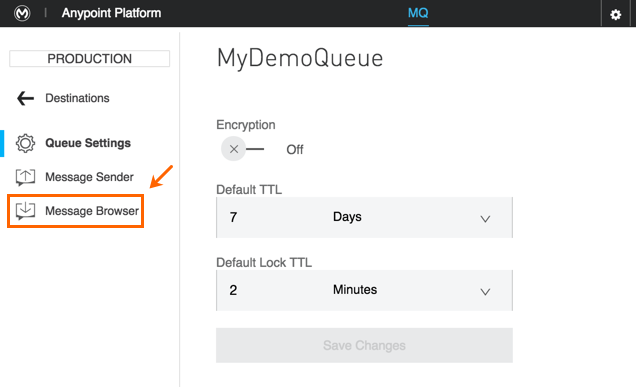 Anypoint Platform
MQ
PRODUCTION
Destinations
Queue Settings
Message Sender
Message Browser
MyDemoQueue
Encryption
Off
Default TTL
7 Days
Default Lock TTL
2 Minutes
Save Changes